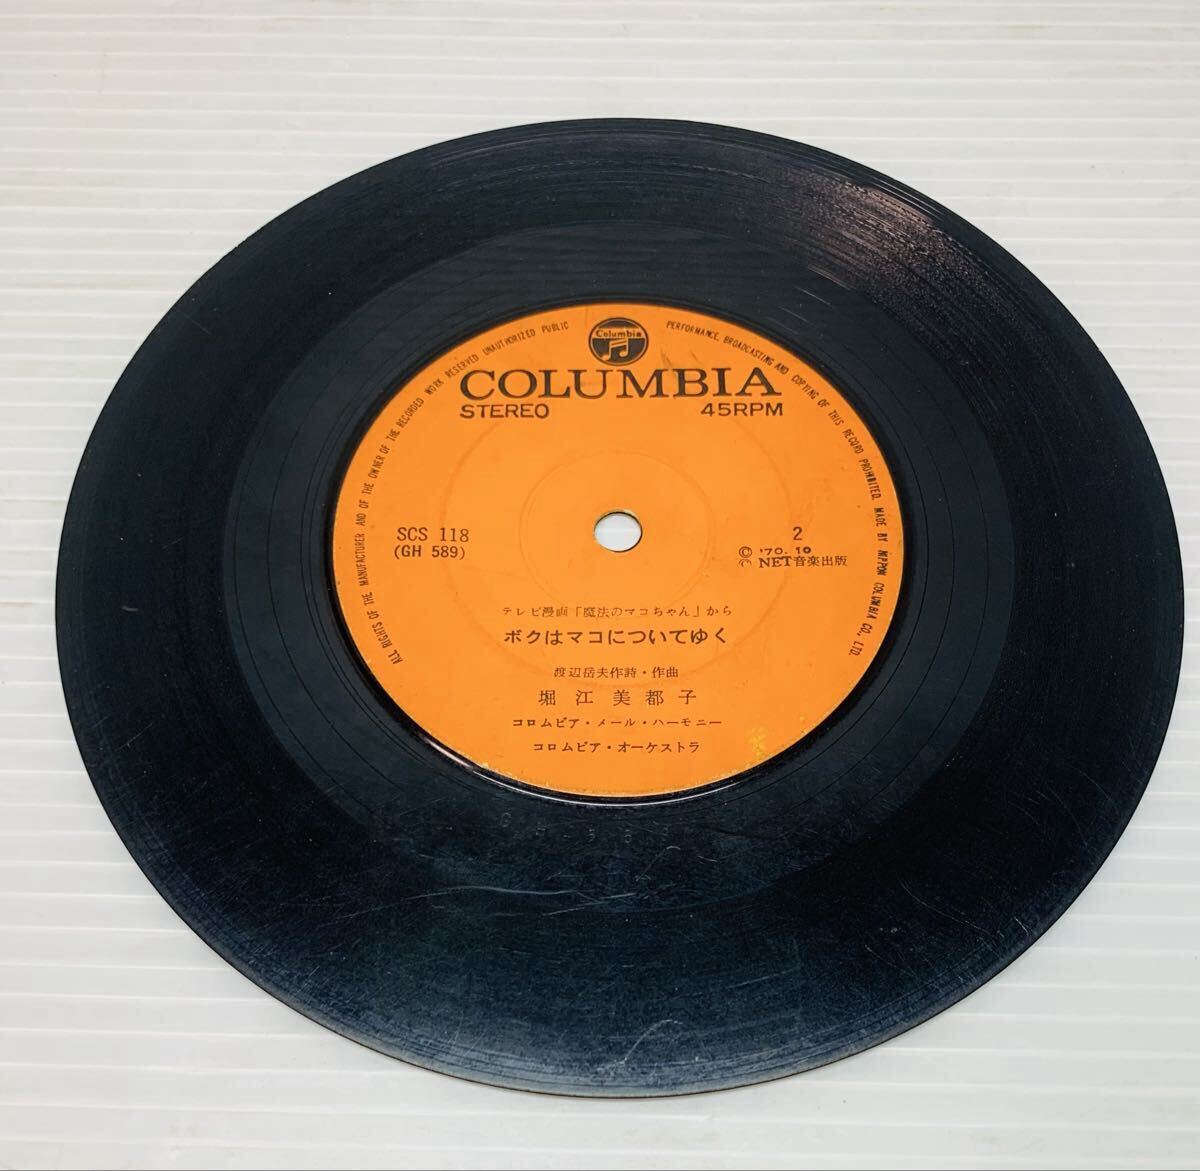 Columbia
ALL RIGHTS OF THE MANUFACTURER AND OF THE OWNER OF THE RECORDED WORK RESERVED UNAUTHORIZED PUBLIC PERFORMANCE, BROADCASTING AND COPYING OF THIS RECORD PROHIBITED. MADE BY NIPPON COLUMBIA CO., LTD.
COLUMBIA
STEREO 45RPM
SCS 118 2
(GH 589) Ⓒ '70.10
Ⓒ NET音楽出版
テレビ漫画「魔法のマコちゃん」から
ボクはマコについてゆく
渡辺岳夫作詩・作曲
堀江美都子
コロムビア・メール・ハーモニー
コロムビア・オーケストラ